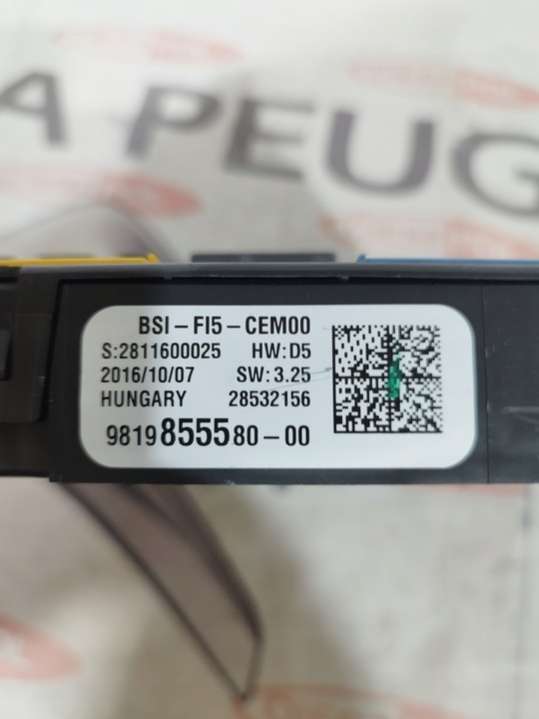 A PEUG
BSI-FI5-CEM00
S:2811600025 HW:D5
2016/10/07 SW:3.25
HUNGARY 28532156
9819855580-00